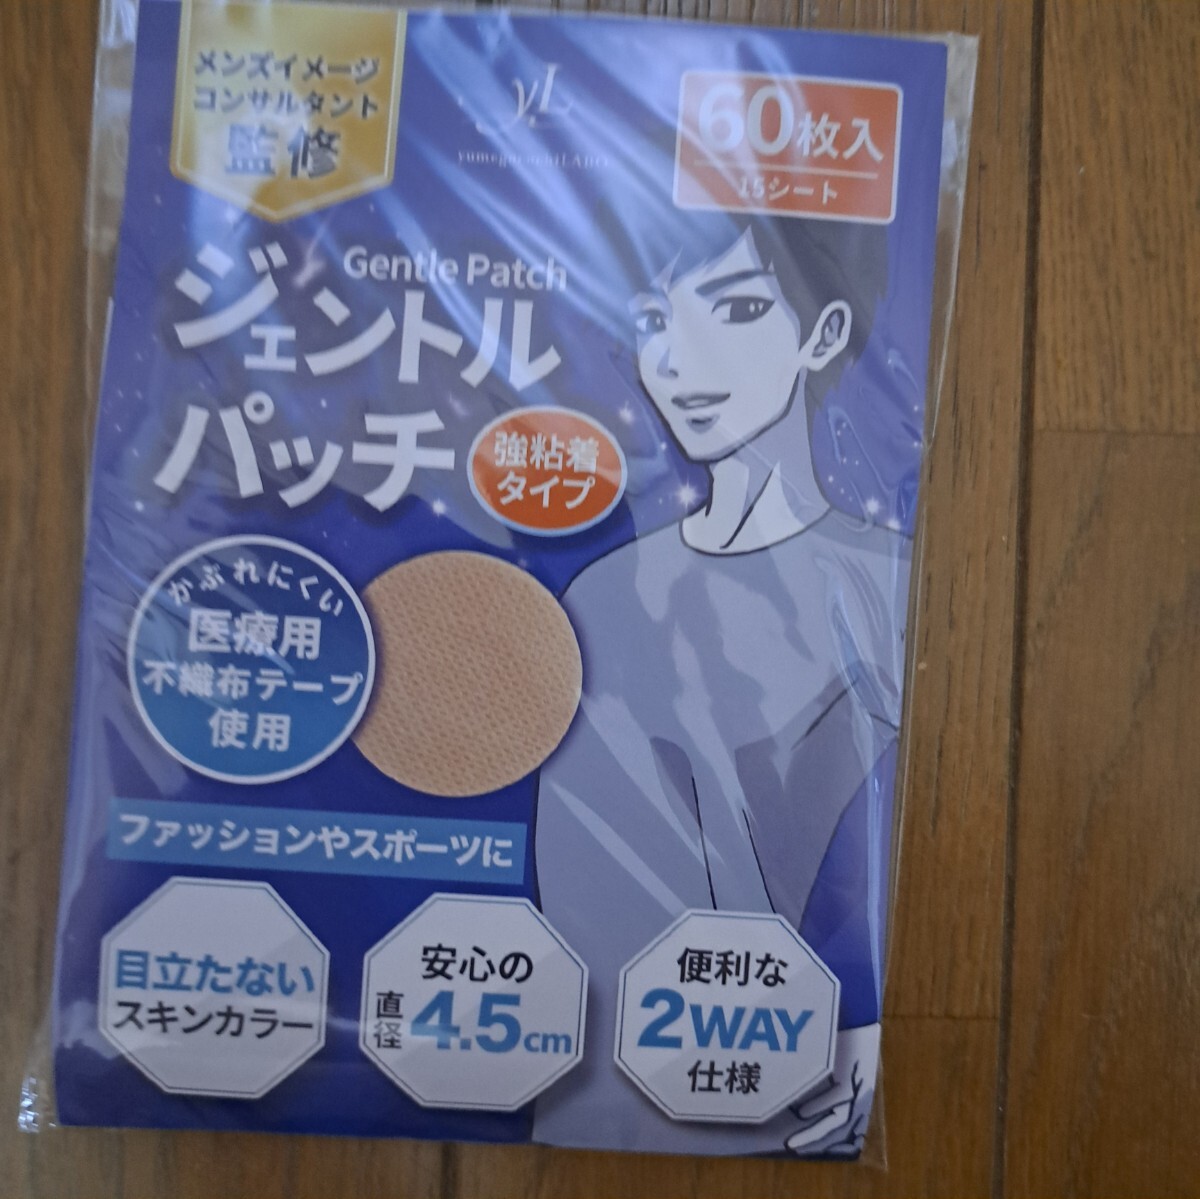 メンズイメージ
コンサルタント
監修
y.L
60枚入
15シート
Gentle Patch
ジェントル
パッチ
強粘着
タイプ
かぶれにくい
医療用
不織布テープ
使用
ファッションやスポーツに
目立たない
スキンカラー
安心の
直径4.5cm
便利な
2WAY
仕様